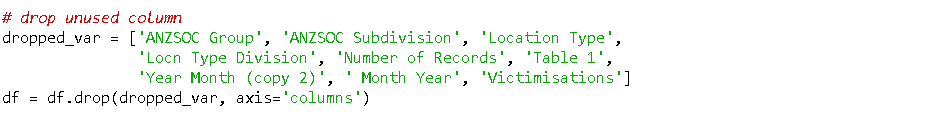 # drop unused column
dropped_var = ['ANZSOC Group', 'ANZSOC Subdivision', 'Location Type',
'Locn Type Division', 'Number of Records', 'Table 1',
'Year Month (copy 2)', ' Month Year', 'Victimisations']
df = df.drop(dropped_var, axis='columns')